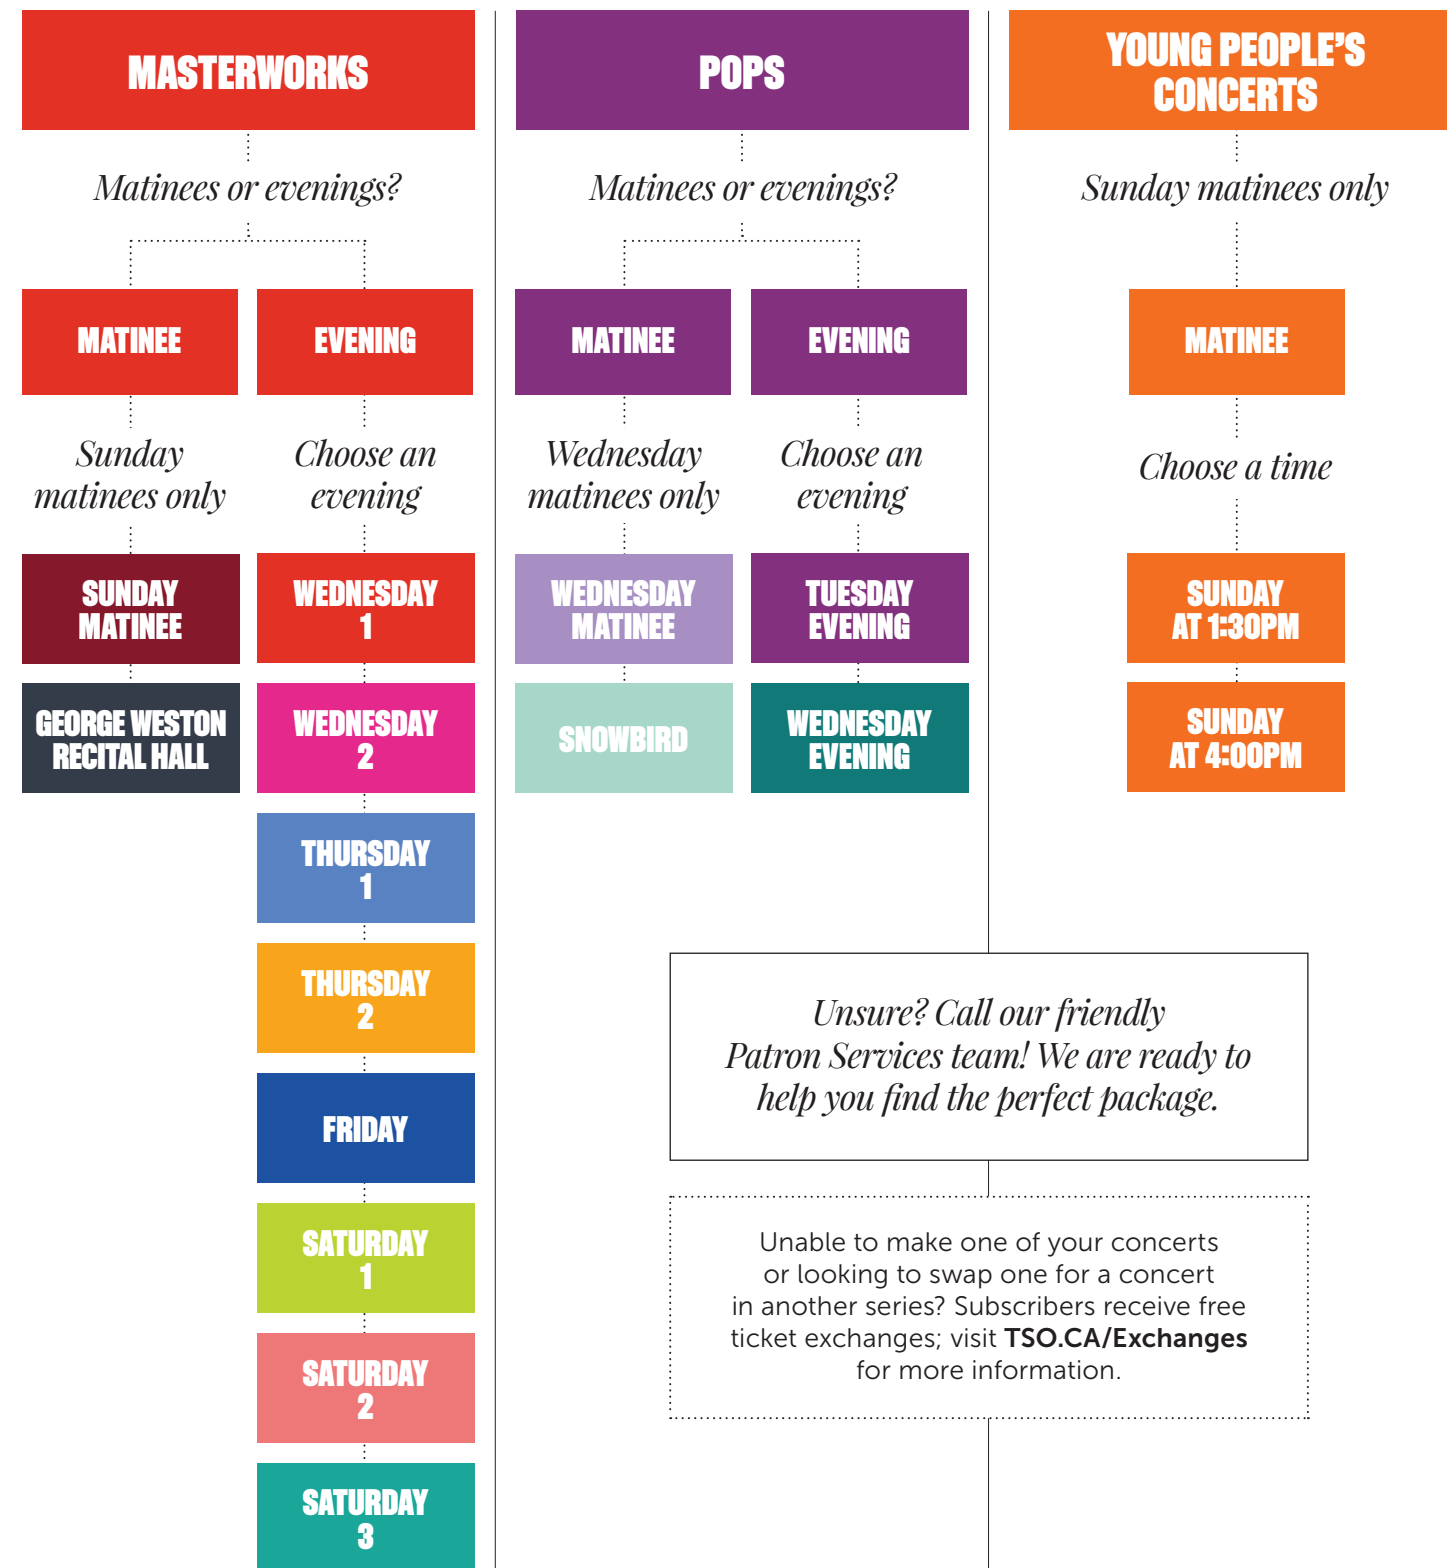 MASTERWORKS
Matinees or evenings?
MATINEE
Sunday
matinees only
SUNDAY
MATINEE
GEORGE WESTON
RECITAL HALL
EVENING
Choose an
evening
WEDNESDAY
1
WEDNESDAY
2
THURSDAY
1
THURSDAY
2
FRIDAY
SATURDAY
1
SATURDAY
2
SATURDAY
3
POPS
Matinees or evenings?
MATINEE
Wednesday
matinees only
WEDNESDAY
MATINEE
SNOWBIRD
EVENING
Choose an
evening
TUESDAY
EVENING
WEDNESDAY
EVENING
YOUNG PEOPLE'S
CONCERTS
Sunday matinees only
MATINEE
Choose a time
SUNDAY
AT 1:30PM
SUNDAY
AT 4:00PM
Unsure? Call our friendly
Patron Services team! We are ready to
help you find the perfect package.
Unable to make one of your concerts
or looking to swap one for a concert
in another series? Subscribers receive free
ticket exchanges; visit TSO.CA/Exchanges
for more information.